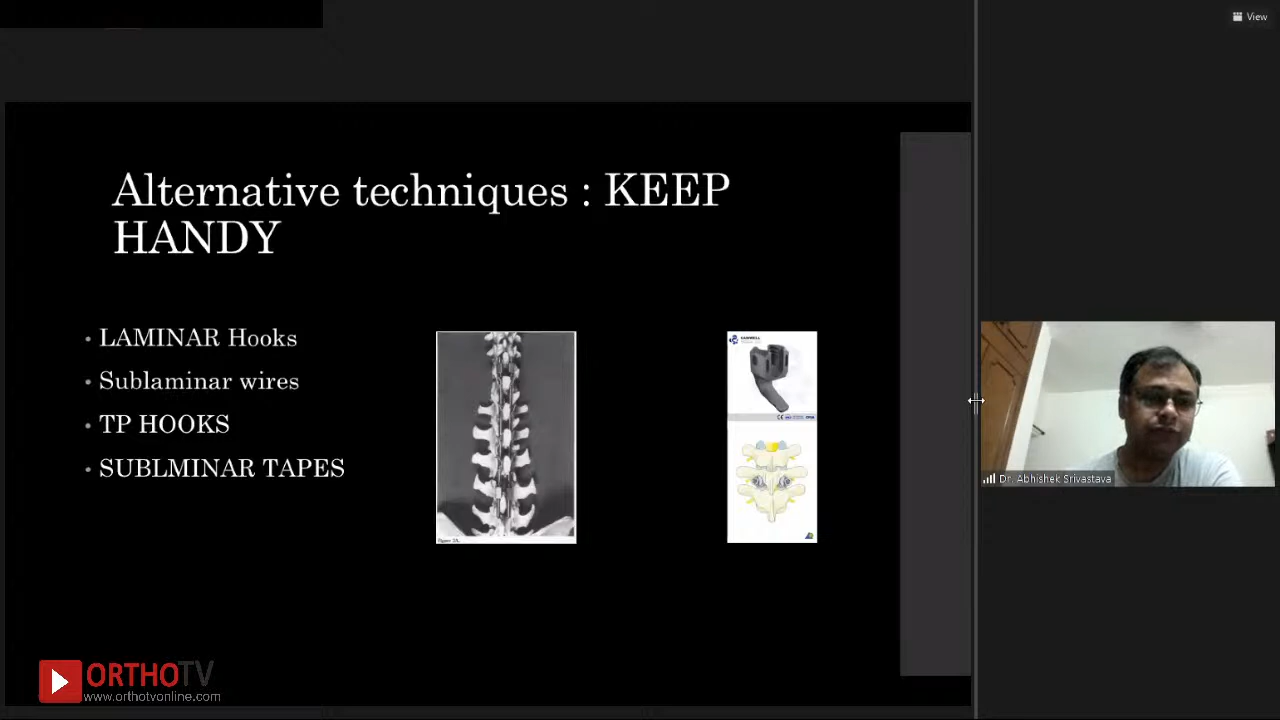 View
Alternative techniques : KEEP
HANDY
• LAMINAR Hooks
• Sublaminar wires
• TP HOOKS
• SUBLMINAR TAPES
Dr. Abhishek Srivastava
ORTHOTV
www.orthotvonline.com